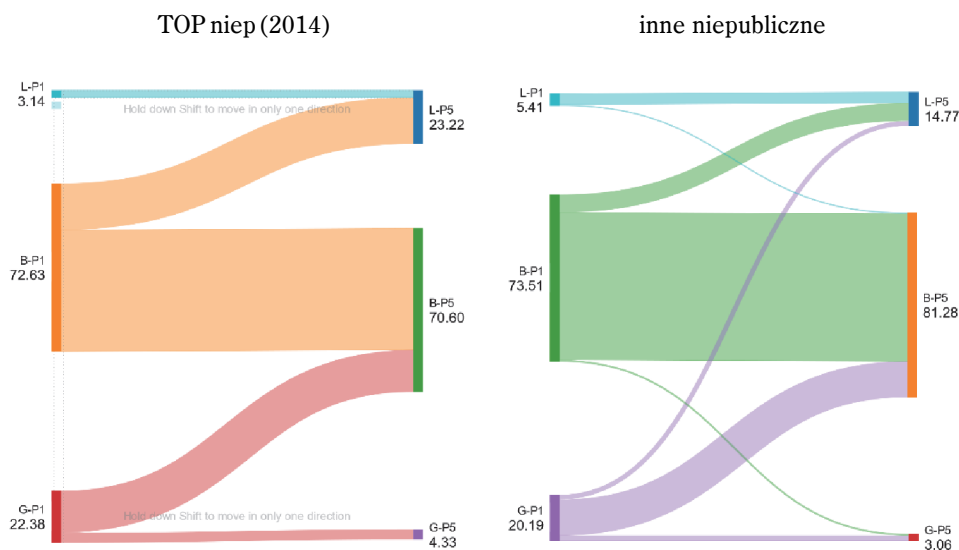 TOP niep (2014)
L-P1
3.14
Hold down Shift to move in only one direction
L-P5
23.22
B-P1
72.63
B-P5
70.60
G-P1
22.38
Hold down Shift to move in only one direction
G-P5
4.33
inne niepubliczne
L-P1
5.41
L-P5
14.77
B-P1
73.51
B-P5
81.28
G-P1
20.19
G-P5
3.06